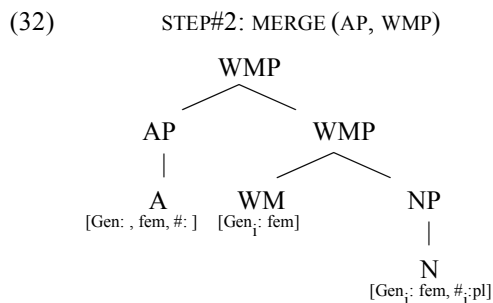 (32) STEP#2: MERGE (AP, WMP)
WMP
AP WMP
A WM NP
[Gen: , fem, #: ] [Genᵢ: fem]
N
[Genᵢ: fem, #ᵢ:pl]